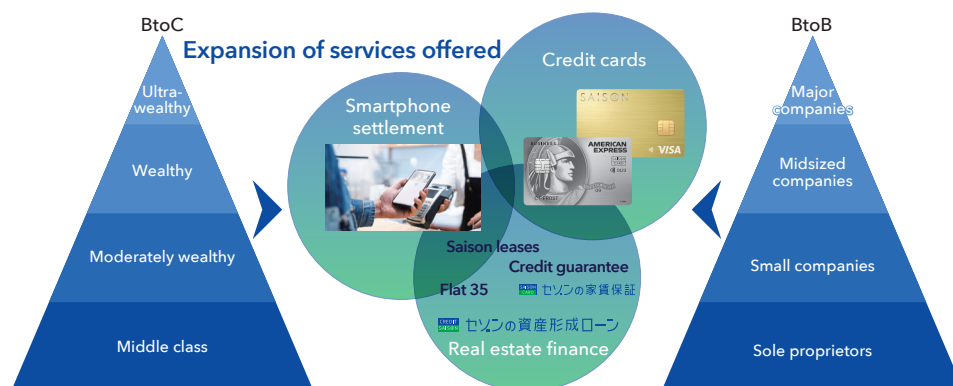 BtoC
BtoB
Expansion of services offered
Ultra-
wealthy
Wealthy
Moderately wealthy
Middle class
Smartphone
settlement
Credit cards
SAISON
VISA
BUSINESS
AMERICAN
EXPRESS
Saison leases
Credit guarantee
Flat 35
セゾンの家賃保証
CREDIT
SAISON
セゾンの資産形成ローン
Real estate finance
Major
companies
Midsized
companies
Small companies
Sole proprietors